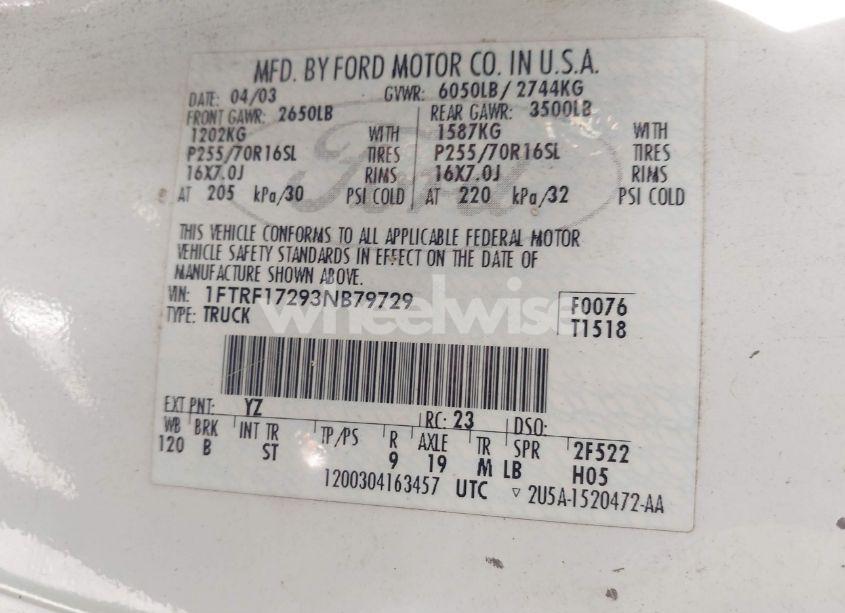 MFD. BY FORD MOTOR CO. IN U.S.A.
DATE: 04/03 GVWR: 6050LB/ 2744KG
FRONT GAWR: 2650LB REAR GAWR: 3500LB
1202KG WITH 1587KG WITH
P255/70R16SL TIRES P255/70R16SL TIRES
16X7.0J RIMS 16X7.0J RIMS
AT 205 kPa/30 PSI COLD AT 220 kPa/32 PSI COLD
Ford
THIS VEHICLE CONFORMS TO ALL APPLICABLE FEDERAL MOTOR
VEHICLE SAFETY STANDARDS IN EFFECT ON THE DATE OF
MANUFACTURE SHOWN ABOVE.
VIN: 1FTRF17293NB79729 F0076
TYPE: TRUCK T1518
wheelwise
EXT PNT: YZ RC: 23 DSO:
WB BRK INT TR TP/PS R AXLE TR SPR 2F522
120 B ST 9 19 M LB H05
1200304163457 UTC ▽ 2U5A-1520472-AA